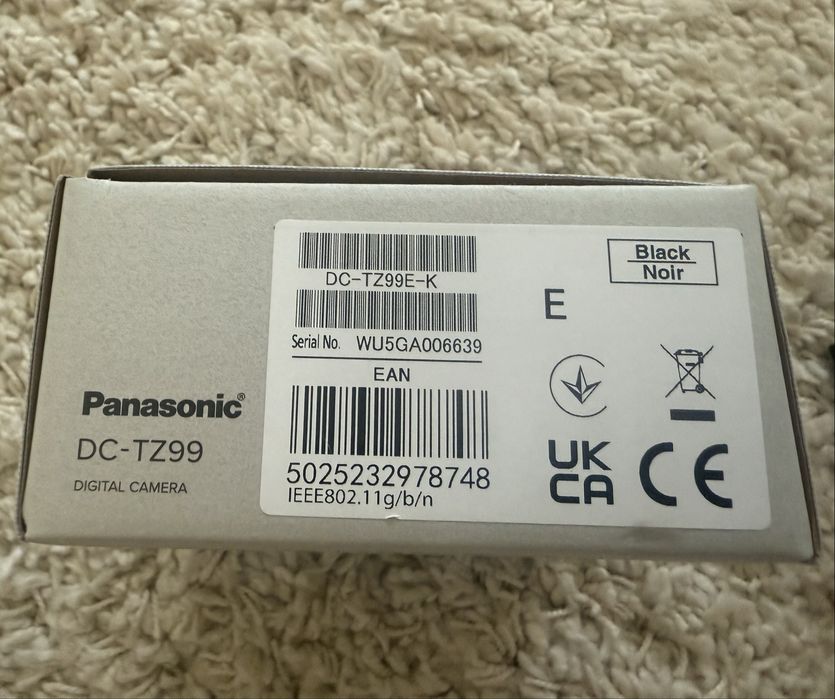 Panasonic®
DC-TZ99
DIGITAL CAMERA
DC-TZ99E-K
Serial No. WU5GA006639
EAN
5025232978748
IEEE802.11g/b/n
Black
Noir
E
UK
CA
CE